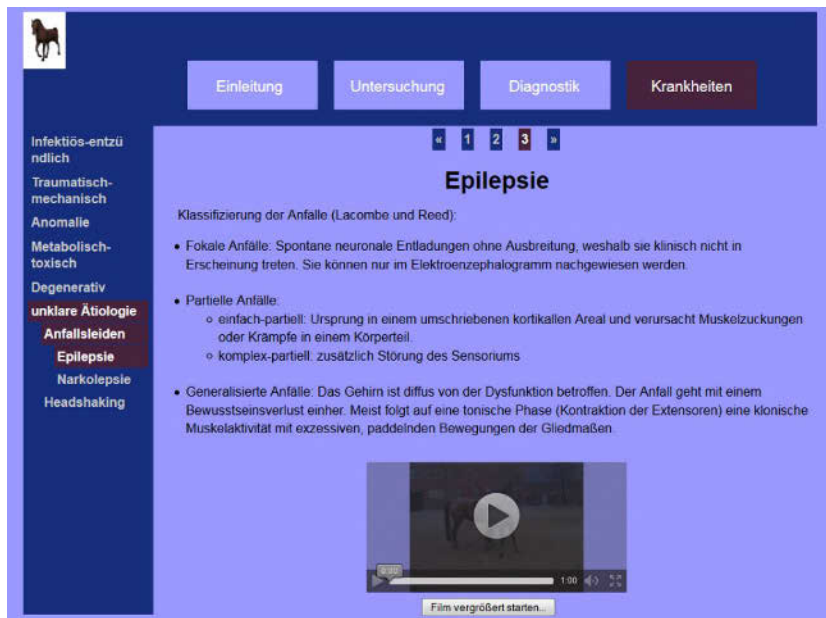 Einleitung
Untersuchung
Diagnostik
Krankheiten
Infektiös-entzü
ndlich
Traumatisch-
mechanisch
Anomalie
Metabolisch-
toxisch
Degenerativ
unklare Ätiologie
Anfallsleiden
Epilepsie
Narkolepsie
Headshaking
« 1 2 3 »
Epilepsie
Klassifizierung der Anfälle (Lacombe und Reed):
• Fokale Anfälle: Spontane neuronale Entladungen ohne Ausbreitung, weshalb sie klinisch nicht in
Erscheinung treten. Sie können nur im Elektroenzephalogramm nachgewiesen werden.
• Partielle Anfälle:
einfach-partiell: Ursprung in einem umschriebenen kortikallen Areal und verursacht Muskelzuckungen
oder Krämpfe in einem Körperteil.
komplex-partiell: zusätzlich Störung des Sensoriums
• Generalisierte Anfälle: Das Gehirn ist diffus von der Dysfunktion betroffen. Der Anfall geht mit einem
Bewusstseinsverlust einher. Meist folgt auf eine tonische Phase (Kontraktion der Extensoren) eine klonische
Muskelaktivität mit exzessiven, paddelnden Bewegungen der Gliedmaßen.
0:00
1:00
Film vergrößert starten...